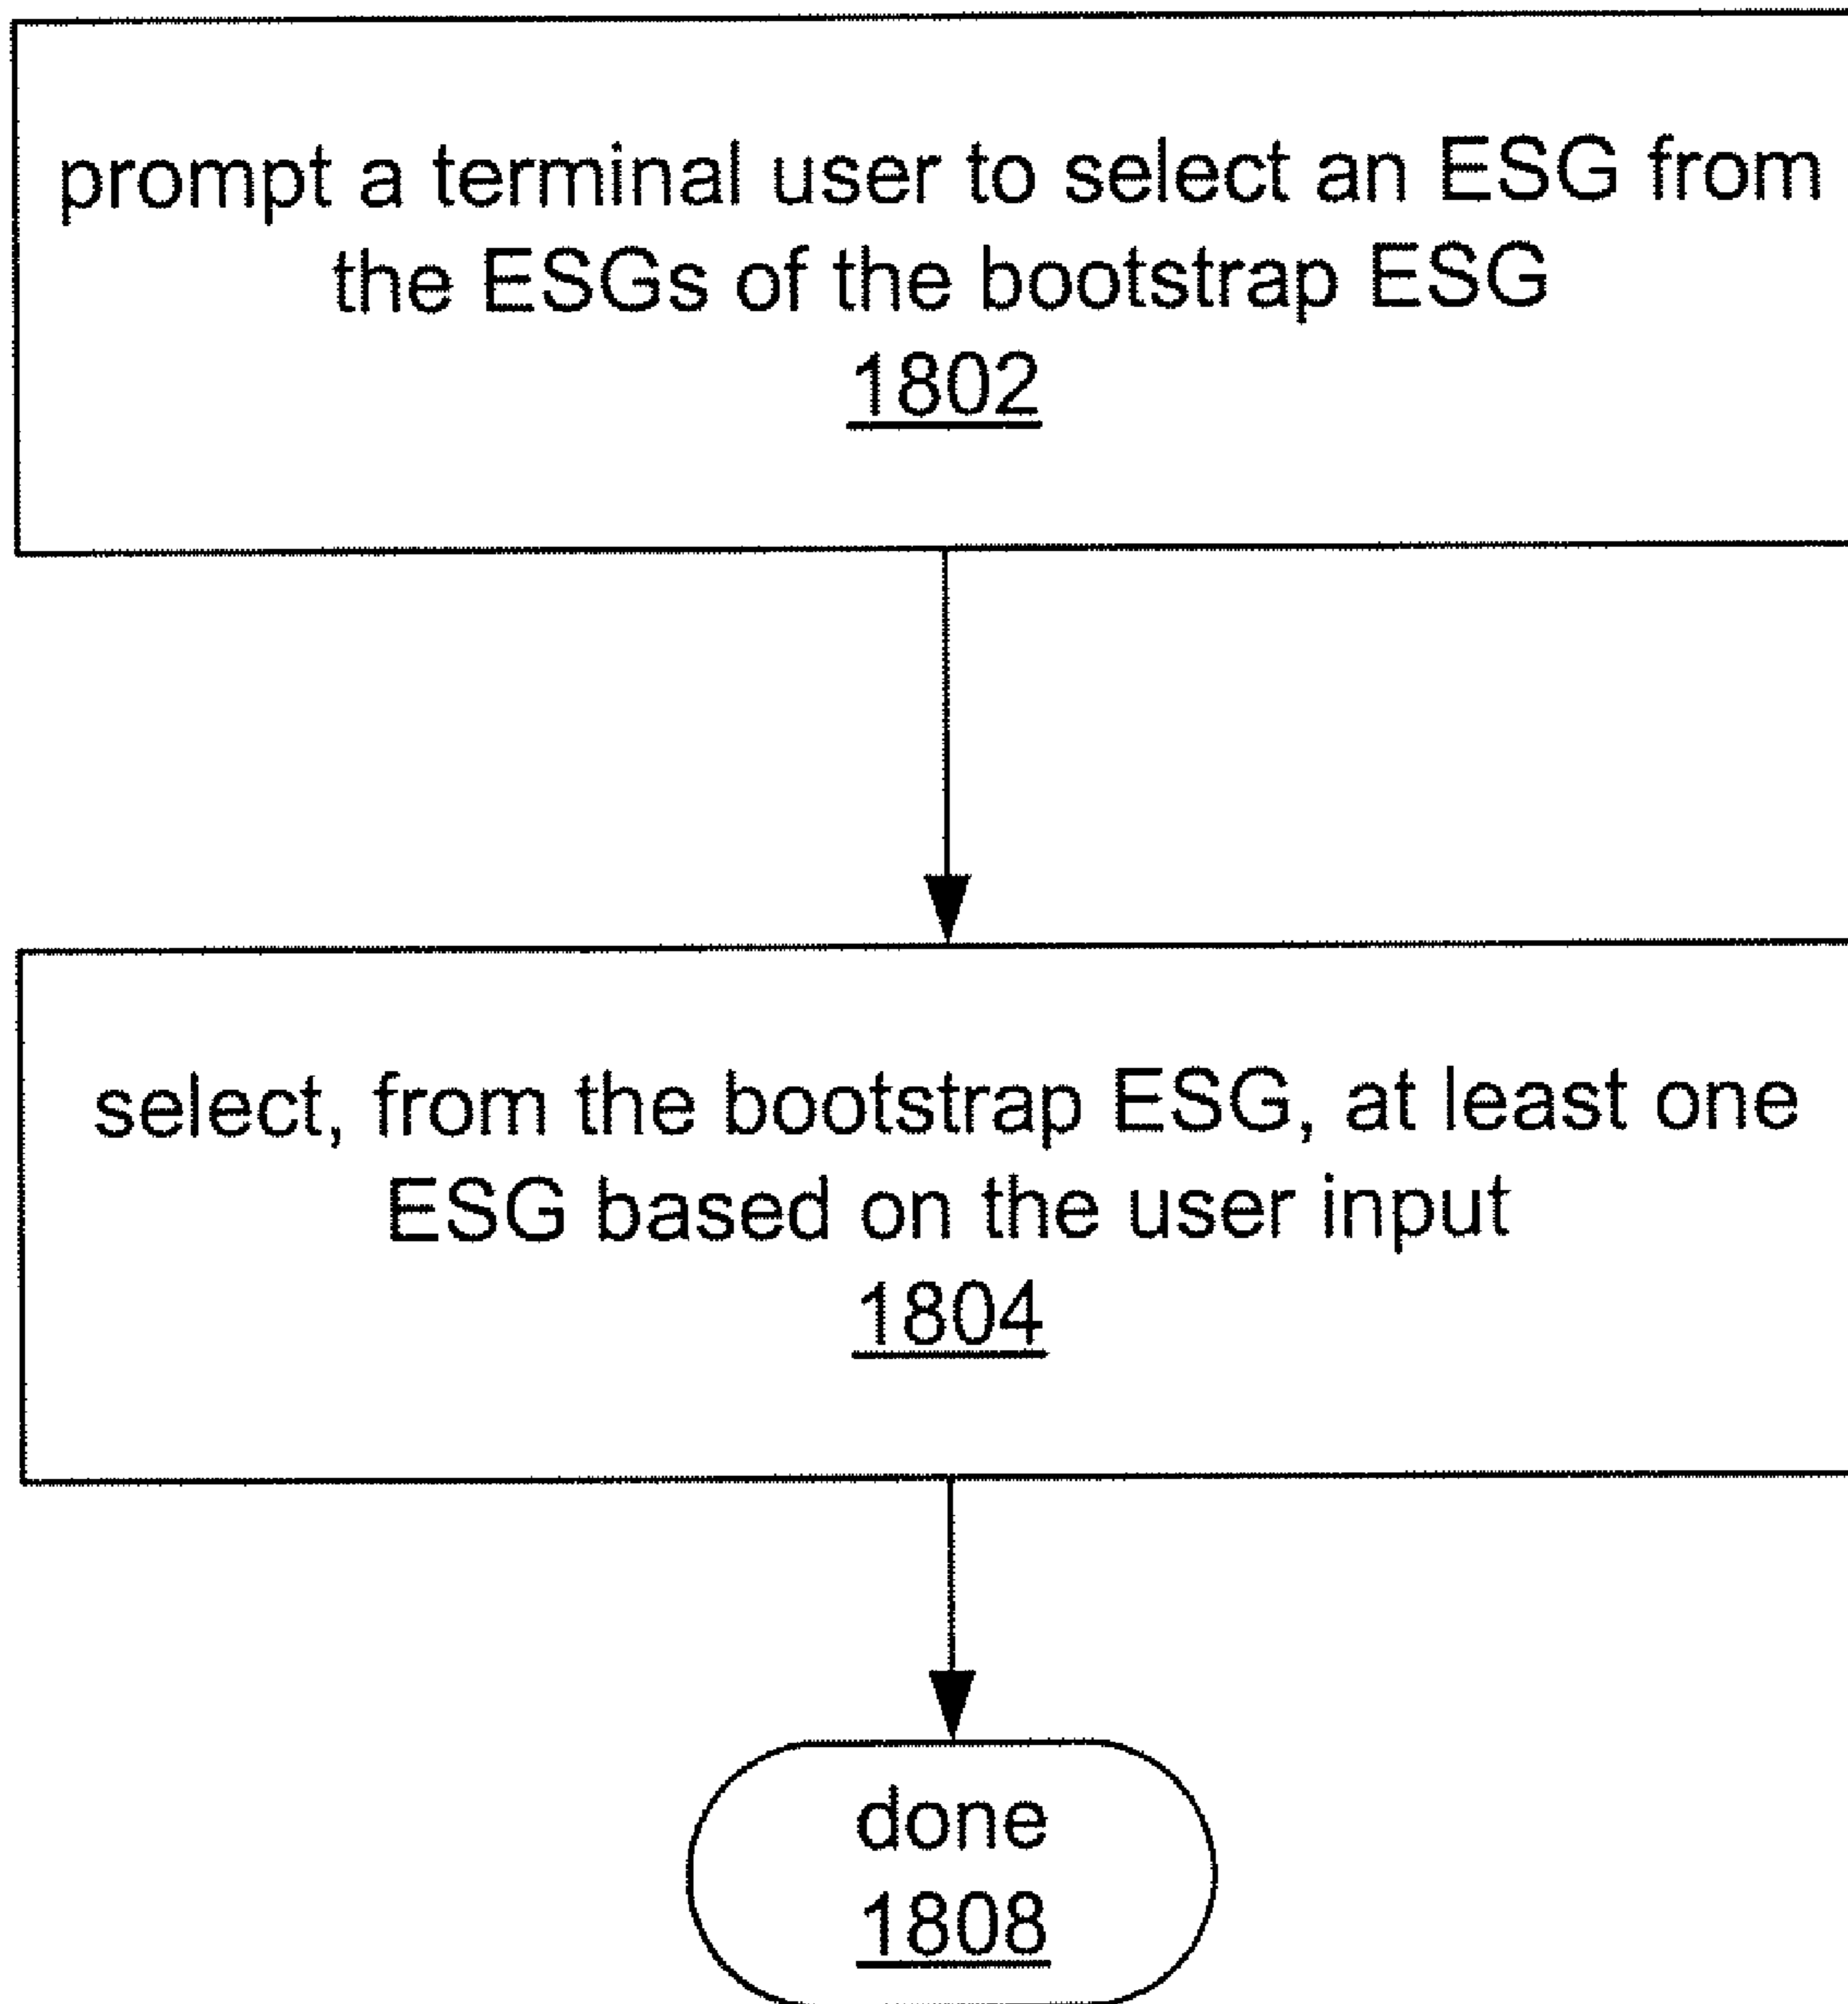 prompt a terminal user to select an ESG from
the ESGs of the bootstrap ESG
1802
select, from the bootstrap ESG, at least one
ESG based on the user input
1804
done
1808